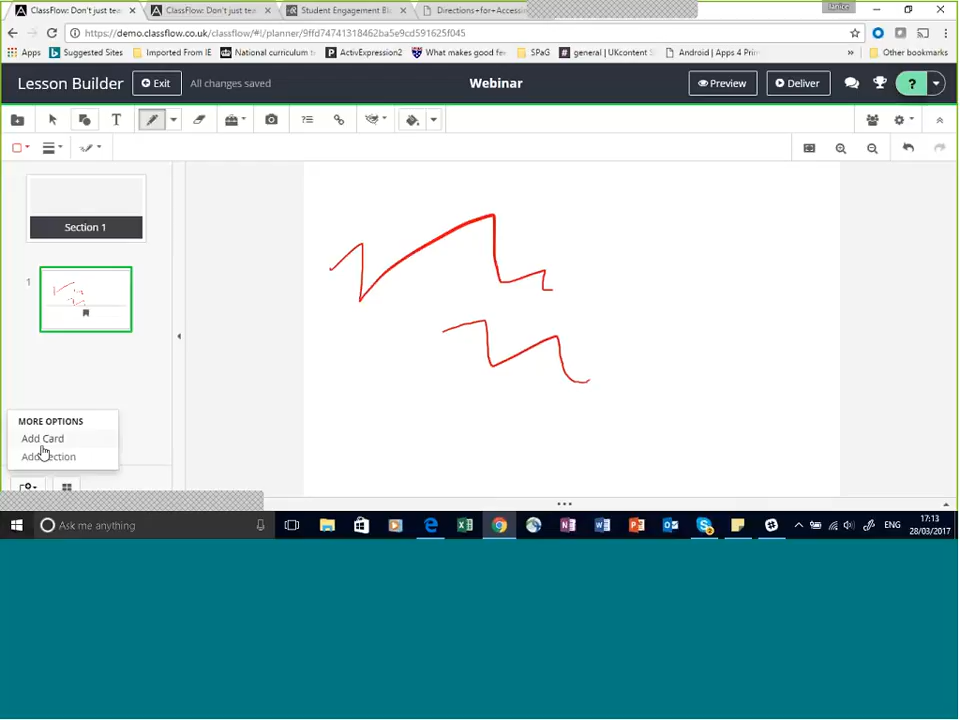 ClassFlow: Don't just tea
ClassFlow: Don't just tea
Student Engagement Bl
Directions+for+Accessi
https://demo.classflow.co.uk/classflow/#!/planner/9ffd74741318462ba5e9cd591625f045
Apps
Suggested Sites
Imported From IE
National curriculum
ActivExpression2
What makes good fe
SPaG
general | UKcontent
Android | Apps 4 Prim
»
Other bookmarks
Lesson Builder
Exit
All changes saved
Webinar
Preview
Deliver
?
T
Section 1
1
MORE OPTIONS
Add Card
Add Section
Ask me anything
ENG
17:13
28/03/2017